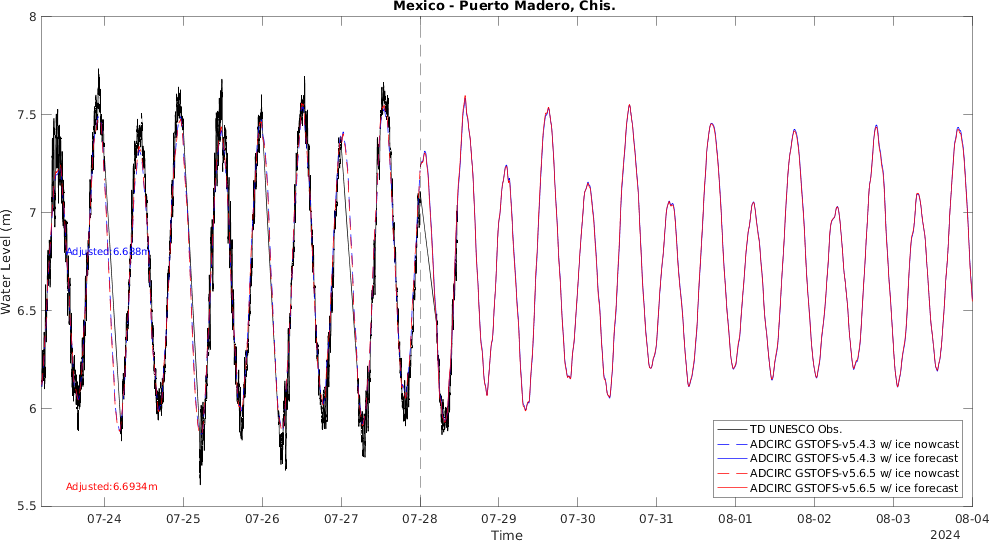 Mexico - Puerto Madero, Chis.
8
7.5
7
6.5
6
5.5
Water Level (m)
Adjusted:6.688m
Adjusted:6.6934m
TD UNESCO Obs.
ADCIRC GSTOFS-v5.4.3 w/ ice nowcast
ADCIRC GSTOFS-v5.4.3 w/ ice forecast
ADCIRC GSTOFS-v5.6.5 w/ ice nowcast
ADCIRC GSTOFS-v5.6.5 w/ ice forecast
07-24 07-25 07-26 07-27 07-28 07-29 07-30 07-31 08-01 08-02 08-03 08-04
Time
2024